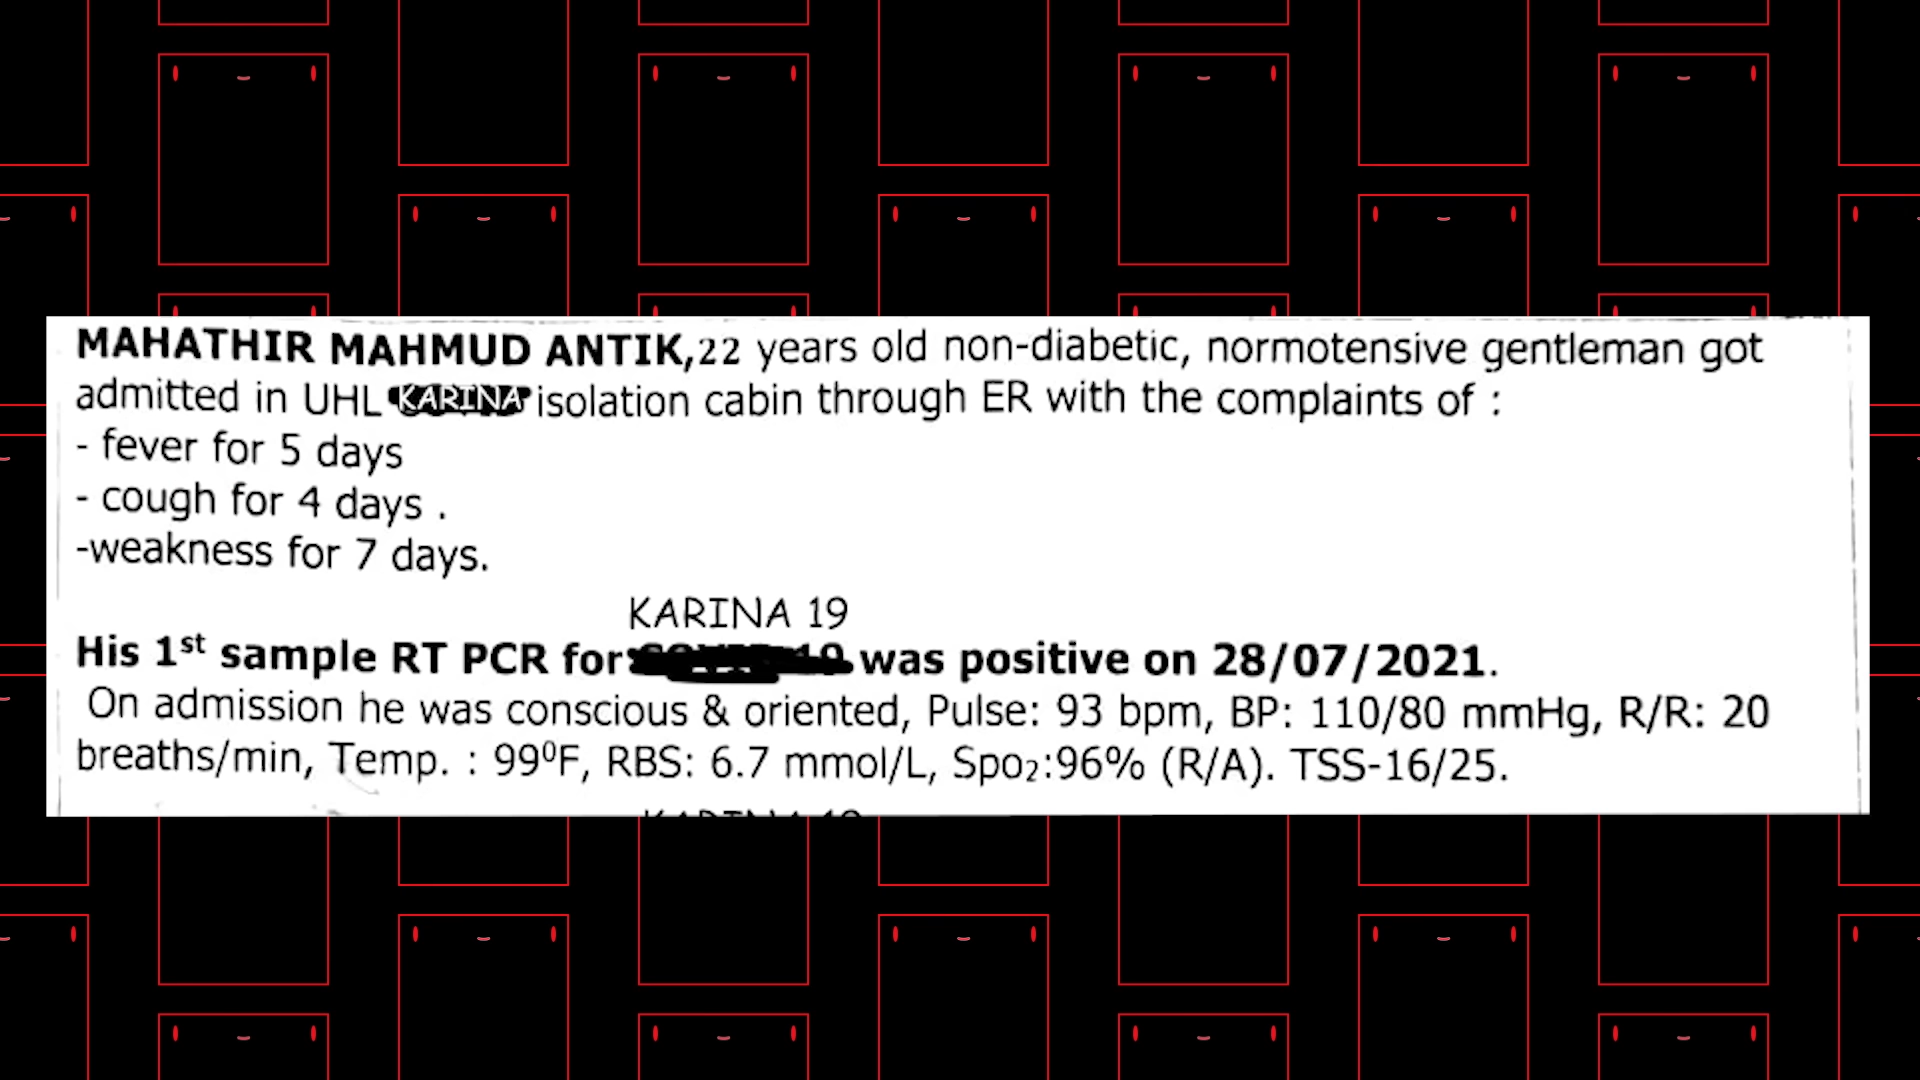 MAHATHIR MAHMUD ANTIK,22 years old non-diabetic, normotensive gentleman got
admitted in UHL KARINA isolation cabin through ER with the complaints of :
- fever for 5 days
- cough for 4 days .
-weakness for 7 days.
KARINA 19
His 1st sample RT PCR for 19 was positive on 28/07/2021.
On admission he was conscious & oriented, Pulse: 93 bpm, BP: 110/80 mmHg, R/R: 20
breaths/min, Temp. : 99⁰F, RBS: 6.7 mmol/L, Spo₂:96% (R/A). TSS-16/25.